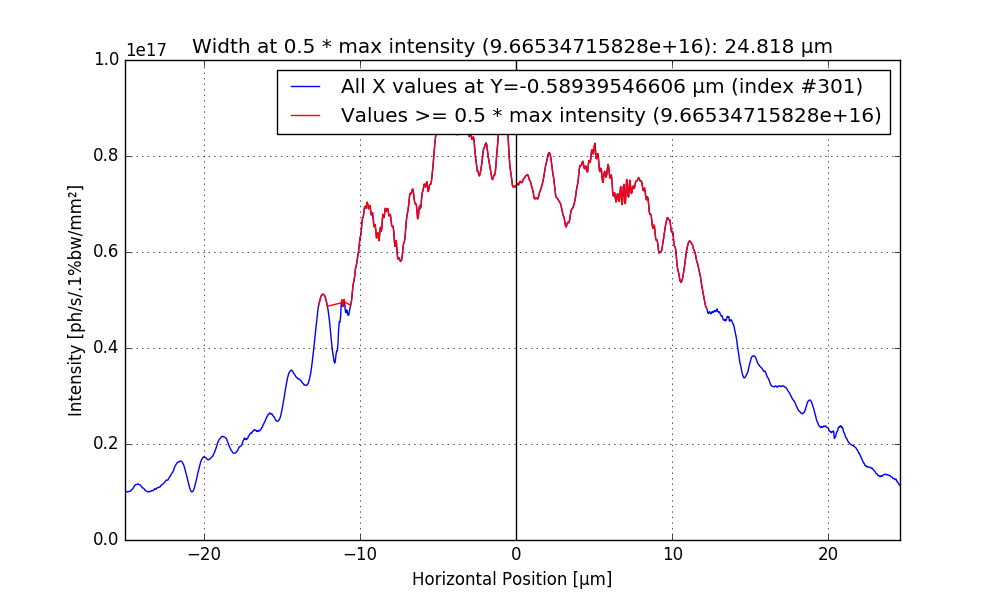 Width at 0.5 * max intensity (9.66534715828e+16): 24.818 µm
1e17
All X values at Y=-0.58939546606 µm (index #301)
Values >= 0.5 * max intensity (9.66534715828e+16)
1.0
0.8
0.6
0.4
0.2
0.0
Intensity [ph/s/.1%bw/mm²]
−20 −10 0 10 20
Horizontal Position [µm]